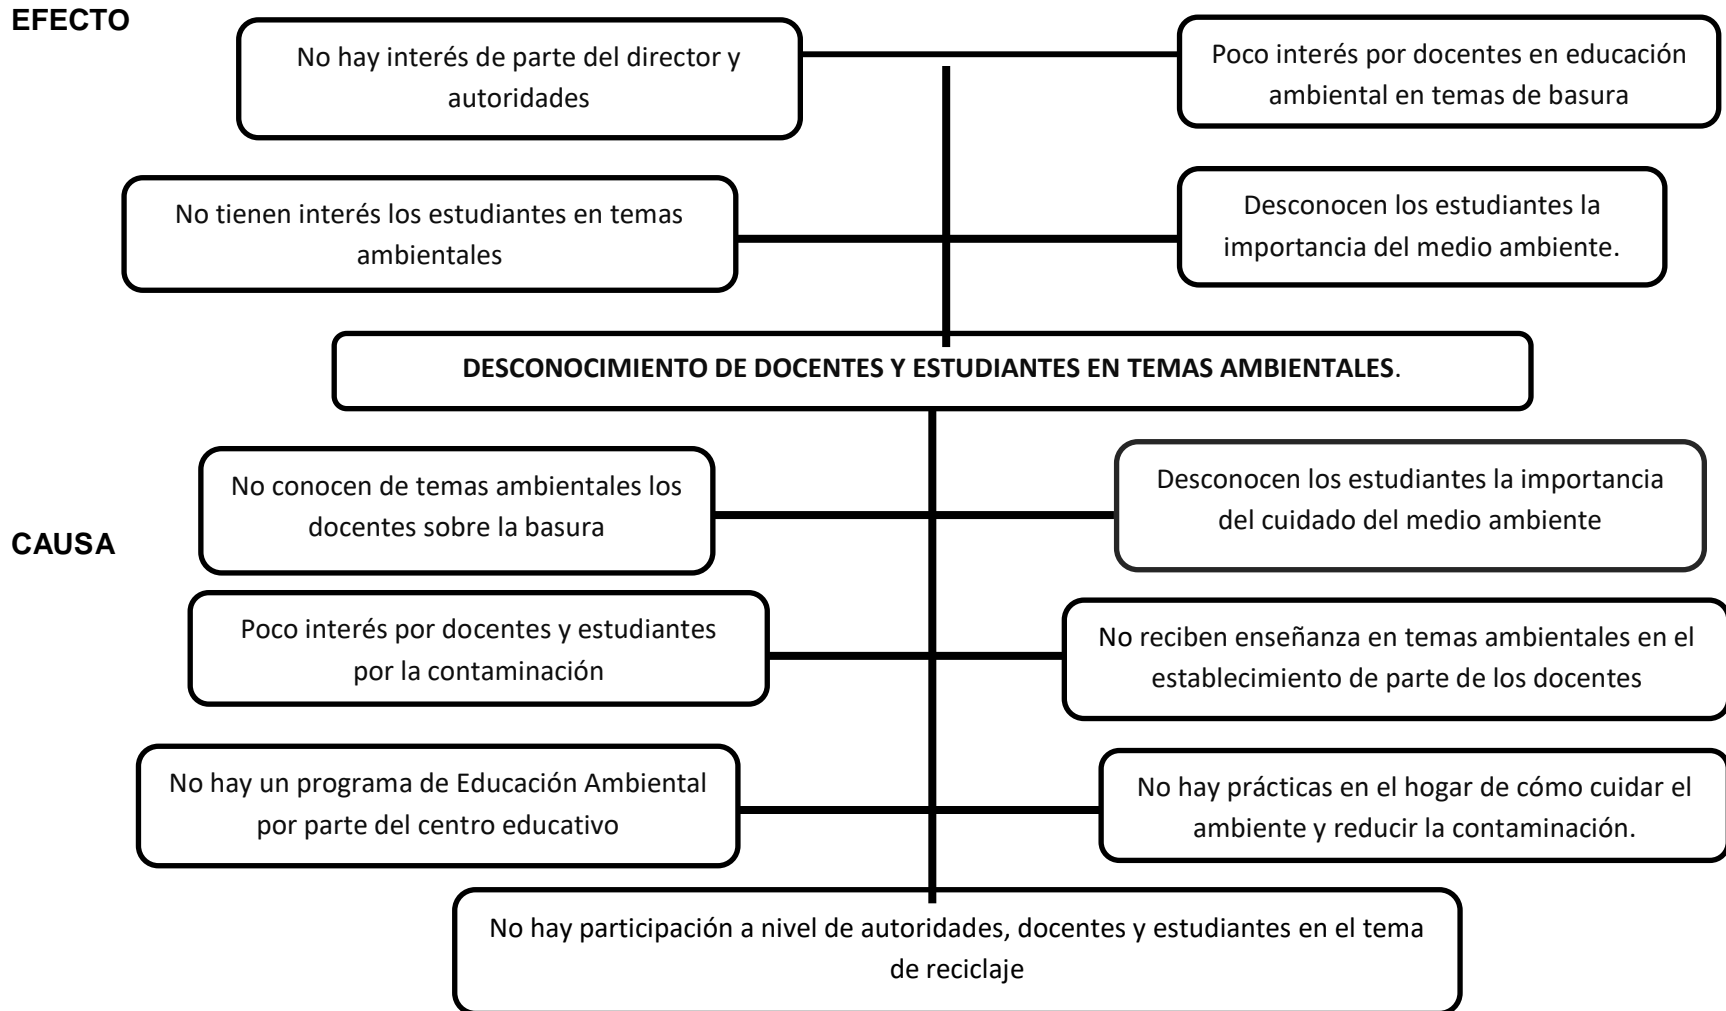 EFECTO
No hay interés de parte del director y
autoridades
Poco interés por docentes en educación
ambiental en temas de basura
No tienen interés los estudiantes en temas
ambientales
Desconocen los estudiantes la
importancia del medio ambiente.
DESCONOCIMIENTO DE DOCENTES Y ESTUDIANTES EN TEMAS AMBIENTALES.
No conocen de temas ambientales los
docentes sobre la basura
Desconocen los estudiantes la importancia
del cuidado del medio ambiente
CAUSA
Poco interés por docentes y estudiantes
por la contaminación
No reciben enseñanza en temas ambientales en el
establecimiento de parte de los docentes
No hay un programa de Educación Ambiental
por parte del centro educativo
No hay prácticas en el hogar de cómo cuidar el
ambiente y reducir la contaminación.
No hay participación a nivel de autoridades, docentes y estudiantes en el tema
de reciclaje